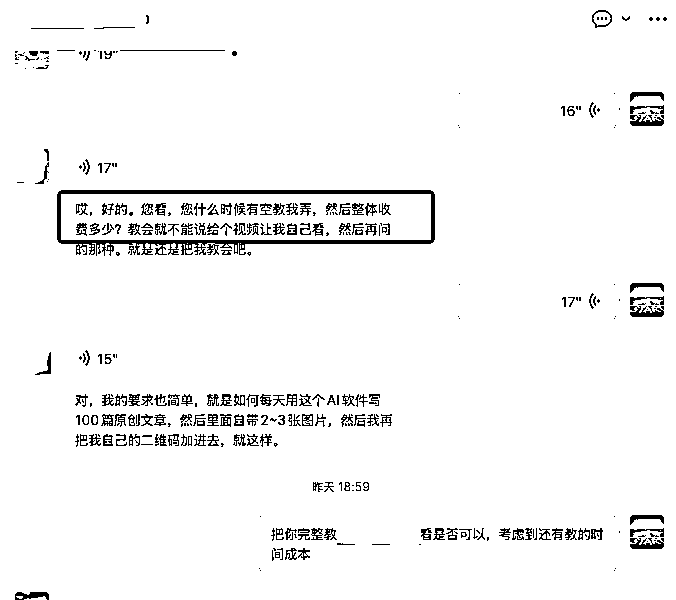 19"
16"
17"
哎，好的。您看，您什么时候有空教我弄，然后整体收
费多少？教会就不能说给个视频让我自己看，然后再问
的那种。就是还是把我教会吧。
17"
15"
对，我的要求也简单，就是如何每天用这个AI软件写
100篇原创文章，然后里面自带2~3张图片，然后我再
把我自己的二维码加进去，就这样。
昨天 18:59
把你完整教 看是否可以，考虑到还有教的时
间成本